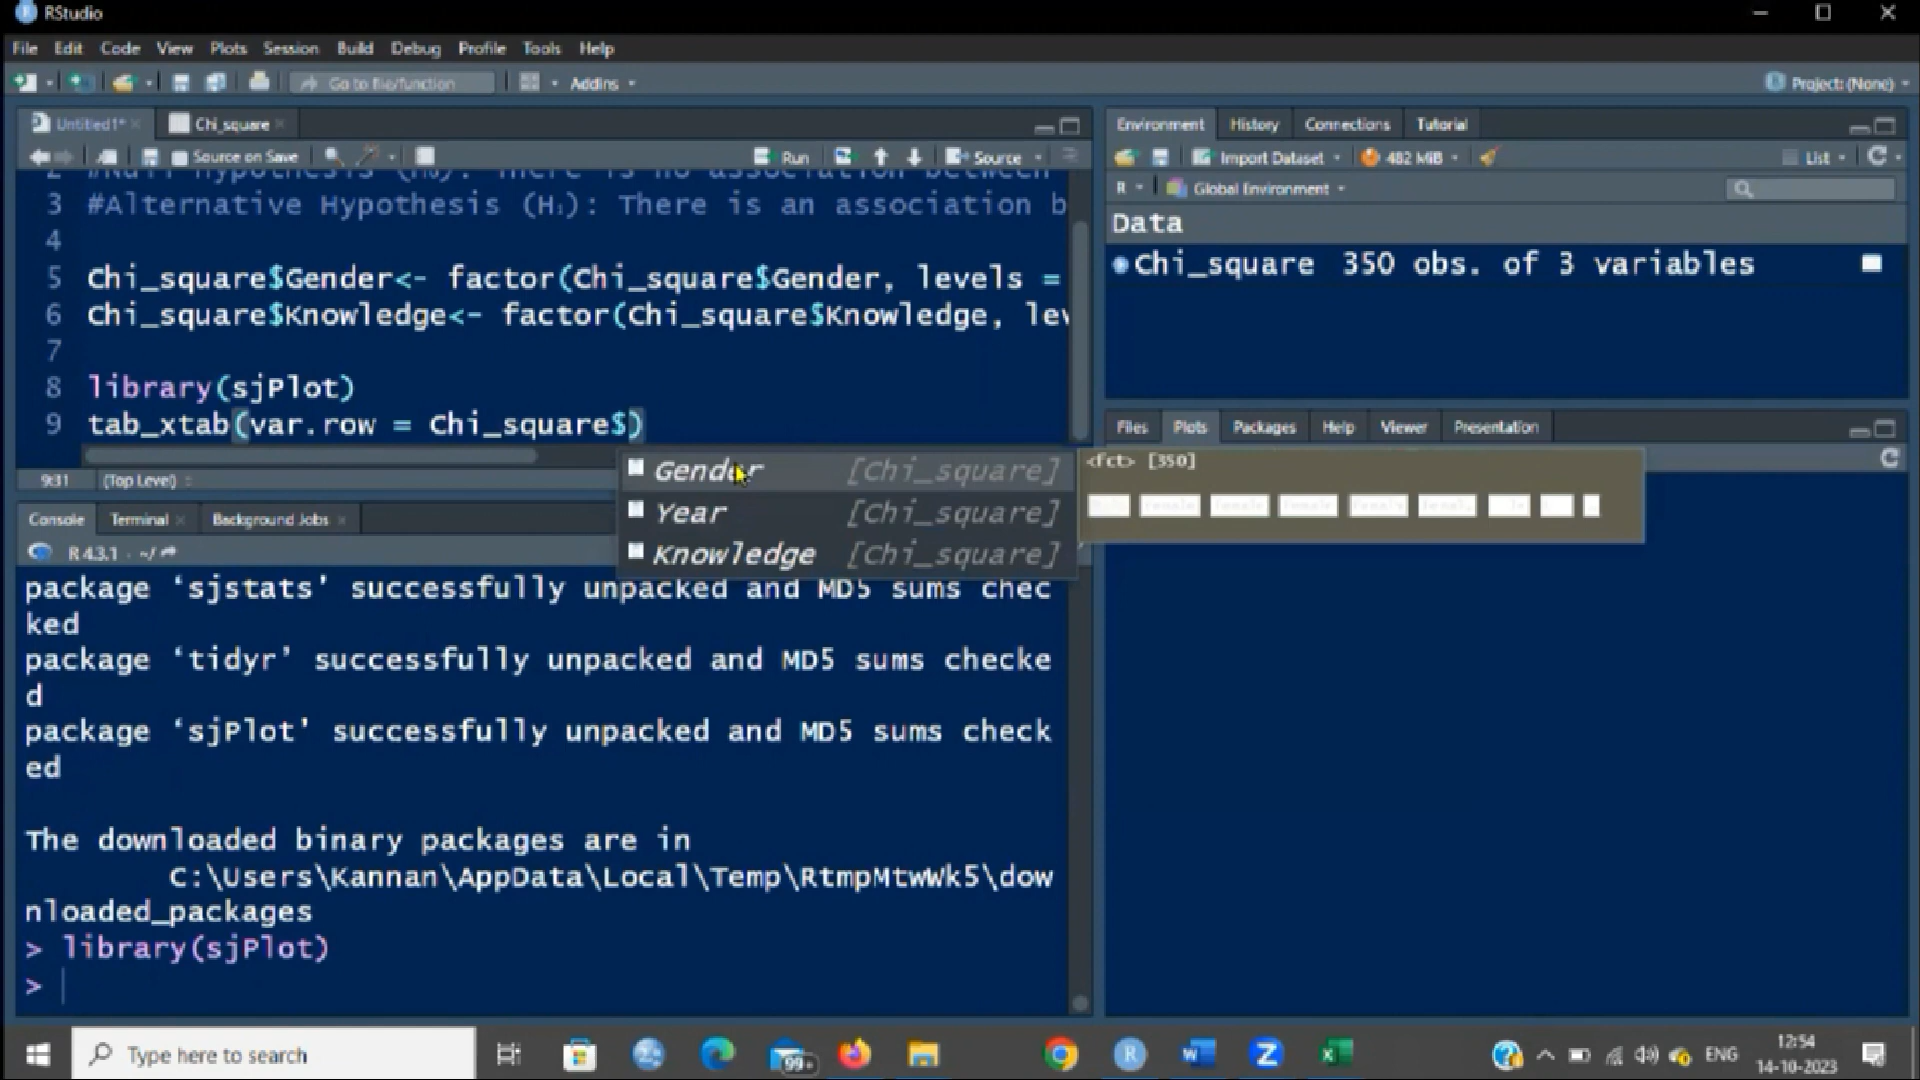 RStudio
File Edit Code View Plots Session Build Debug Profile Tools Help
Go to file/function Addins Project: (None)
Untitled1* Chi_square
Source on Save Run Source
2 #Null Hypothesis (H₀): There is no association between
3 #Alternative Hypothesis (H₁): There is an association b
4
5 Chi_square$Gender<- factor(Chi_square$Gender, levels =
6 Chi_square$Knowledge<- factor(Chi_square$Knowledge, lev
7
8 library(sjPlot)
9 tab_xtab(var.row = Chi_square$)
9:31 (Top Level)
Gender [Chi_square]
Year [Chi_square]
Knowledge [Chi_square]
<fct> [350]
Console Terminal Background Jobs
R 4.3.1 · ~/
package ‘sjstats’ successfully unpacked and MD5 sums chec
ked
package ‘tidyr’ successfully unpacked and MD5 sums checke
d
package ‘sjPlot’ successfully unpacked and MD5 sums check
ed
The downloaded binary packages are in
C:\Users\Kannan\AppData\Local\Temp\RtmpMtwWk5\dow
nloaded_packages
> library(sjPlot)
>
Environment History Connections Tutorial
Import Dataset 482 MiB List
R Global Environment
Data
Chi_square 350 obs. of 3 variables
Files Plots Packages Help Viewer Presentation
Type here to search
99+
ENG
12:54
14-10-2023